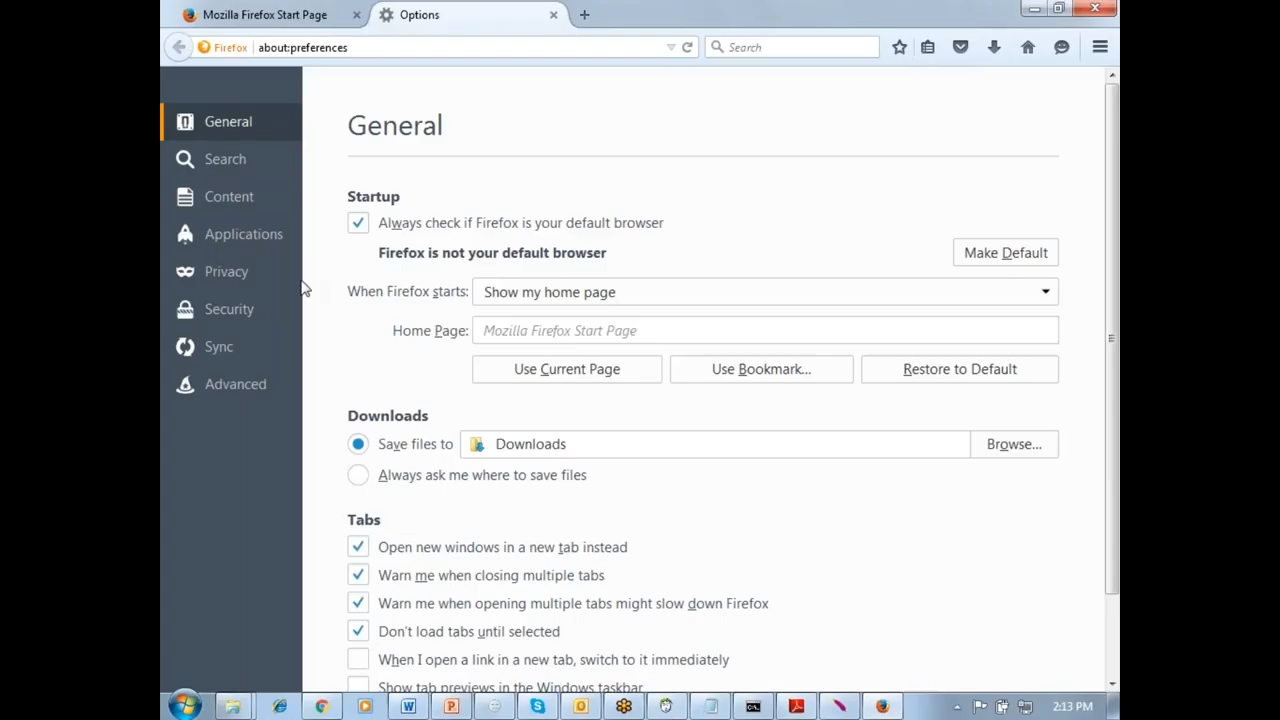 Mozilla Firefox Start Page
Options
Firefox
about:preferences
Search
General
Search
Content
Applications
Privacy
Security
Sync
Advanced
General
Startup
Always check if Firefox is your default browser
Firefox is not your default browser
Make Default
When Firefox starts:
Show my home page
Home Page:
Mozilla Firefox Start Page
Use Current Page
Use Bookmark...
Restore to Default
Downloads
Save files to
Downloads
Browse...
Always ask me where to save files
Tabs
Open new windows in a new tab instead
Warn me when closing multiple tabs
Warn me when opening multiple tabs might slow down Firefox
Don't load tabs until selected
When I open a link in a new tab, switch to it immediately
Show tab previews in the Windows taskbar
2:13 PM